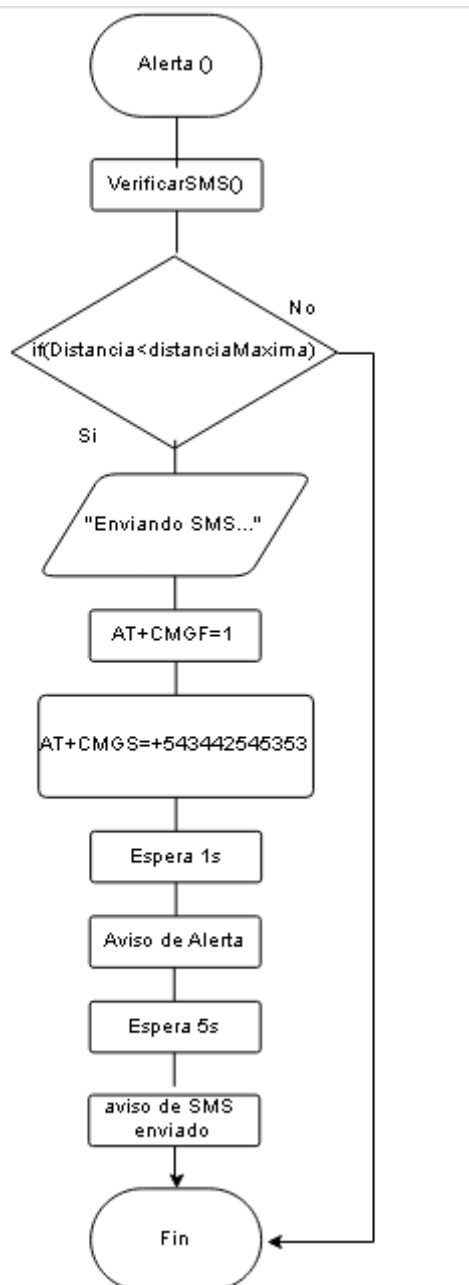 Alerta ()
VerificarSMS()
No
if(Distancia<distanciaMaxima)
Si
"Enviando SMS..."
AT+CMGF=1
AT+CMGS=+543442545353
Espera 1s
Aviso de Alerta
Espera 5s
aviso de SMS
enviado
Fin